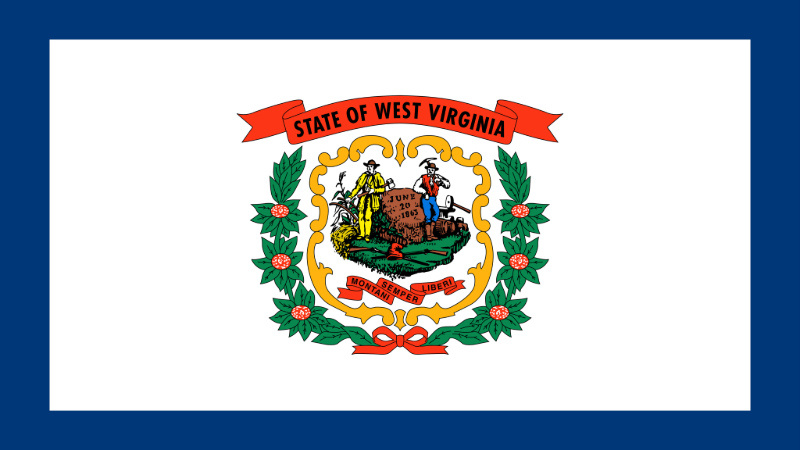 STATE OF WEST VIRGINIA
JUNE
20
1863
MONTANI SEMPER LIBERI